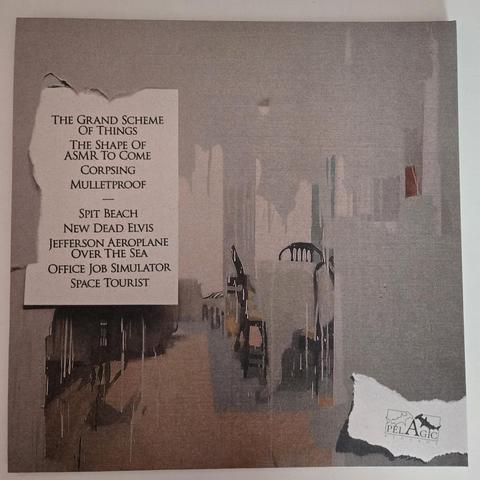 THE GRAND SCHEME
OF THINGS
THE SHAPE OF
ASMR TO COME
CORPSING
MULLETPROOF
—
SPIT BEACH
NEW DEAD ELVIS
JEFFERSON AEROPLANE
OVER THE SEA
OFFICE JOB SIMULATOR
SPACE TOURIST
PELAGIC
RECORDS